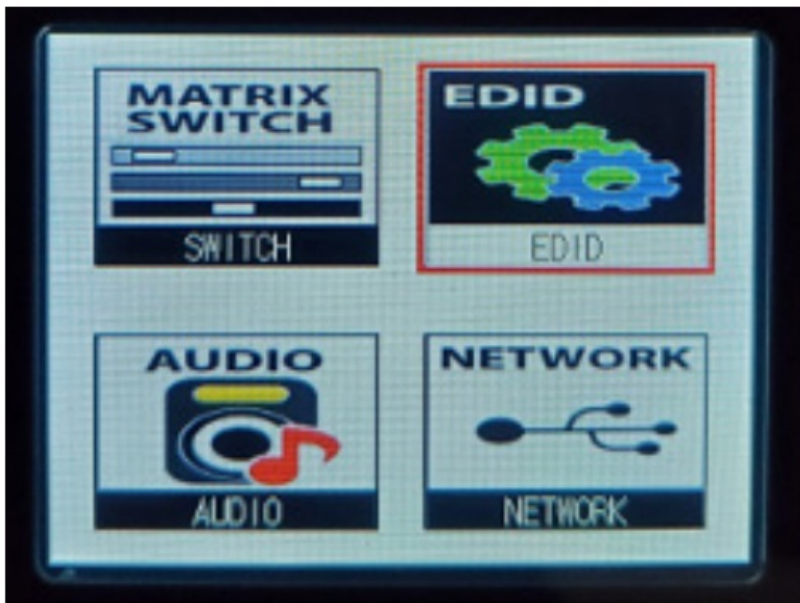 MATRIX
SWITCH
SWITCH
EDID
EDID
AUDIO
AUDIO
NETWORK
NETWORK